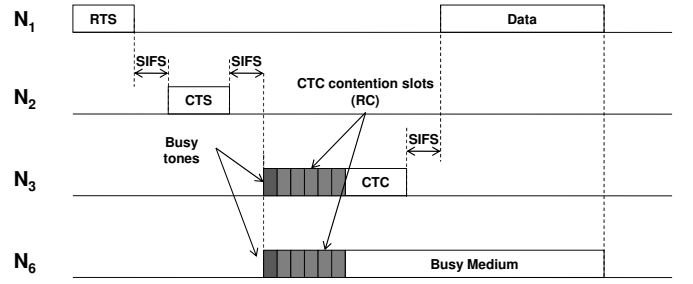 N1 RTS Data
SIFS SIFS
N2 CTS
CTC contention slots
(RC)
Busy
tones
SIFS
N3 CTC
N6 Busy Medium